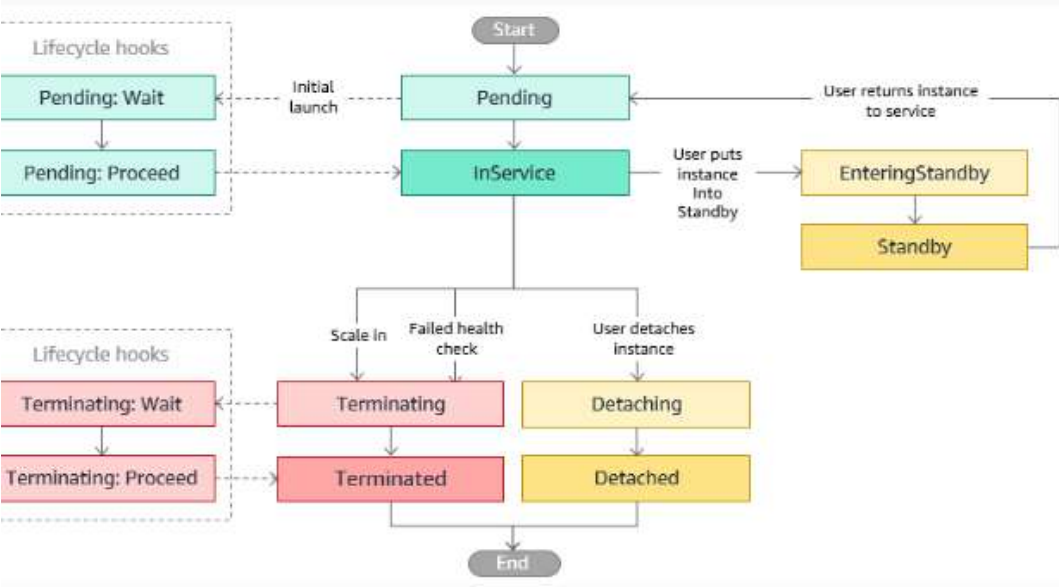 Start
Lifecycle hooks
Pending: Wait
Initial
launch
Pending
User returns instance
to service
Pending: Proceed
InService
User puts
instance
Into
Standby
EnteringStandby
Standby
Scale in
Failed health
check
User detaches
instance
Lifecycle hooks
Terminating: Wait
Terminating
Detaching
Terminating: Proceed
Terminated
Detached
End